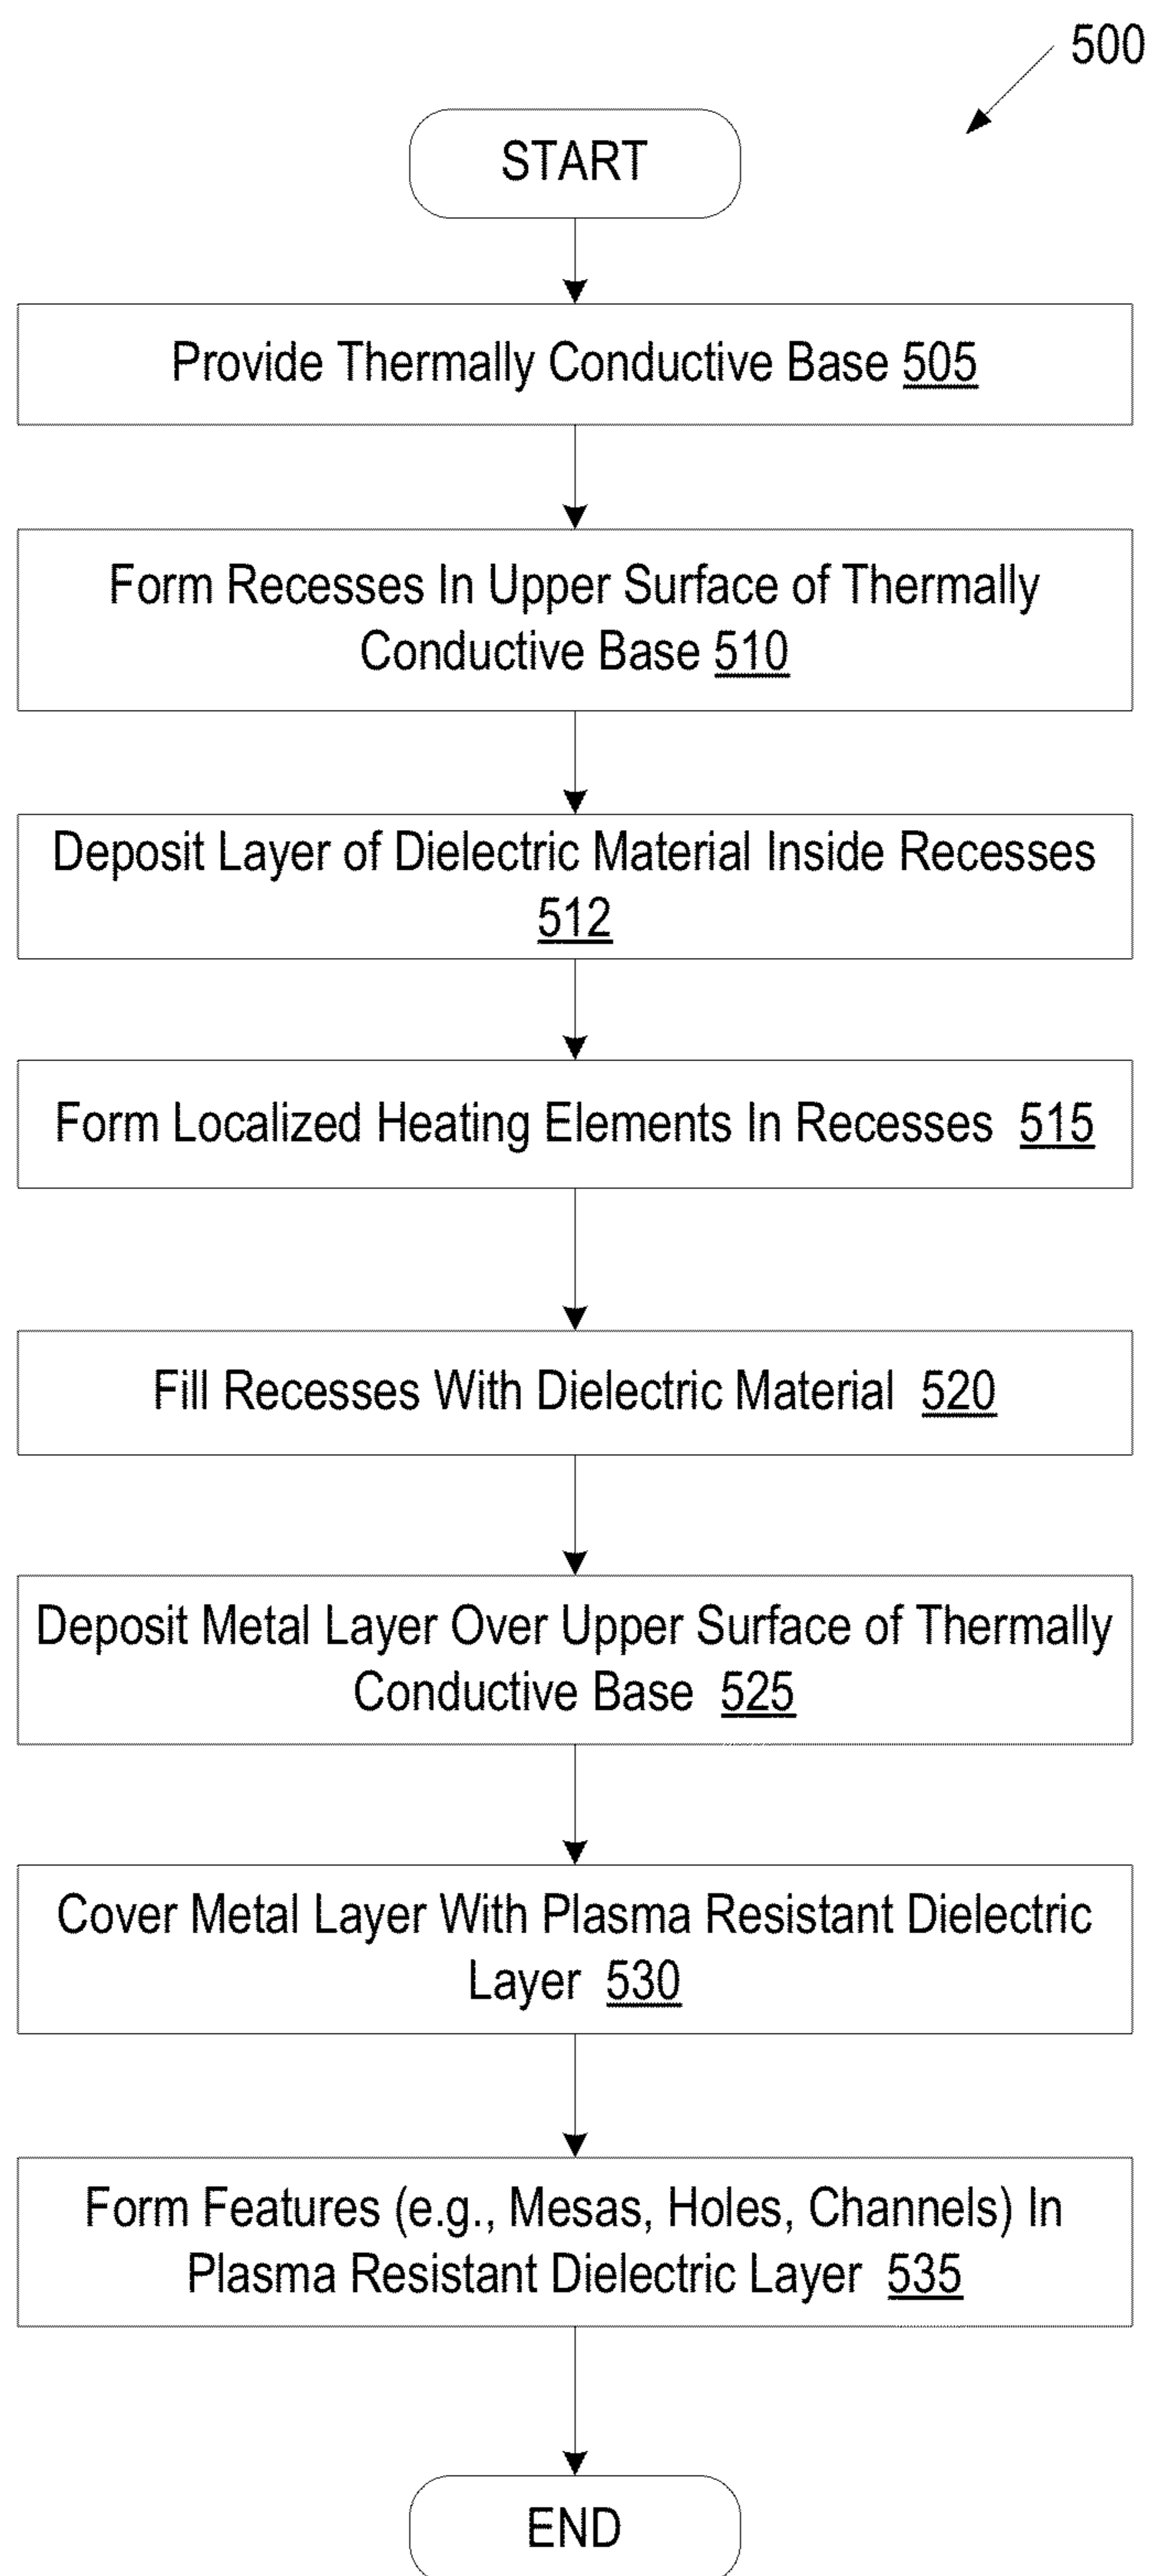 500
START
Provide Thermally Conductive Base 505
Form Recesses In Upper Surface of Thermally
Conductive Base 510
Deposit Layer of Dielectric Material Inside Recesses
512
Form Localized Heating Elements In Recesses 515
Fill Recesses With Dielectric Material 520
Deposit Metal Layer Over Upper Surface of Thermally
Conductive Base 525
Cover Metal Layer With Plasma Resistant Dielectric
Layer 530
Form Features (e.g., Mesas, Holes, Channels) In
Plasma Resistant Dielectric Layer 535
END